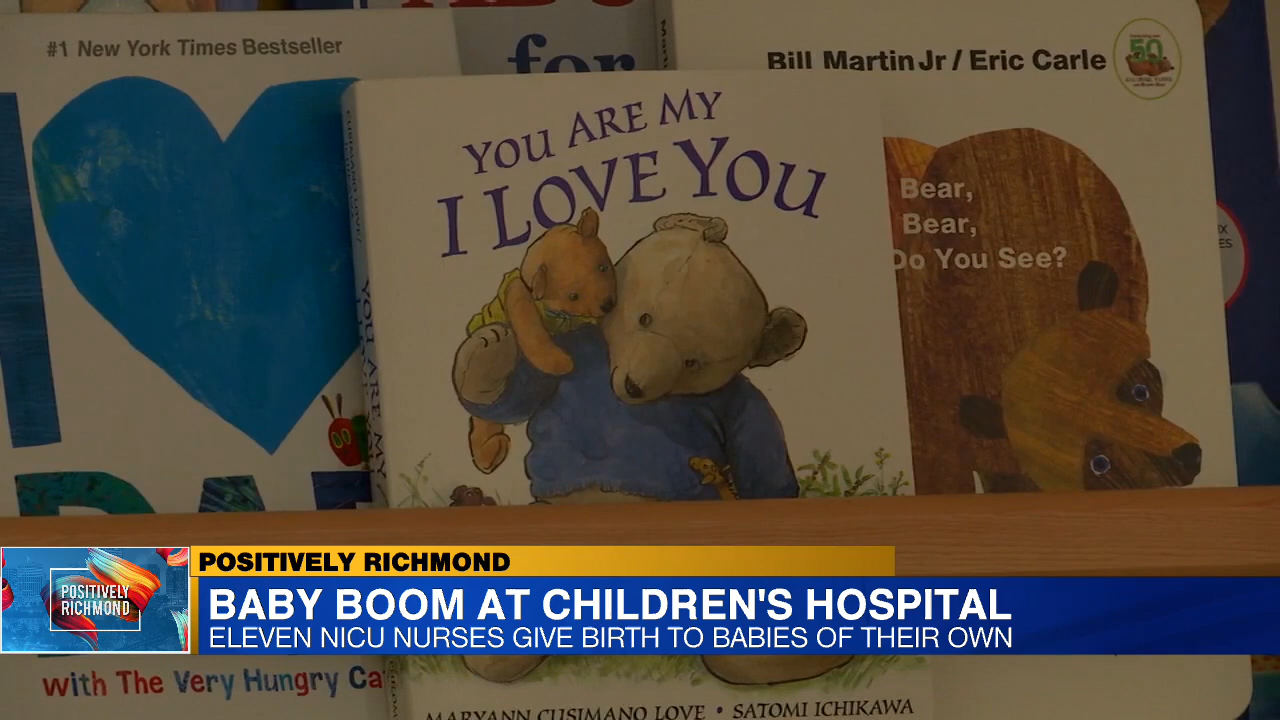 #1 New York Times Bestseller
for
Bill Martin Jr / Eric Carle
50
YOU ARE MY
I LOVE YOU
Bear,
Bear,
Do You See?
YOU ARE MY
POSITIVELY RICHMOND
POSITIVELY
RICHMOND
BABY BOOM AT CHILDREN'S HOSPITAL
ELEVEN NICU NURSES GIVE BIRTH TO BABIES OF THEIR OWN
with The Very Hungry Ca
MARYANN CUSIMANO LOVE • SATOMI ICHIKAWA